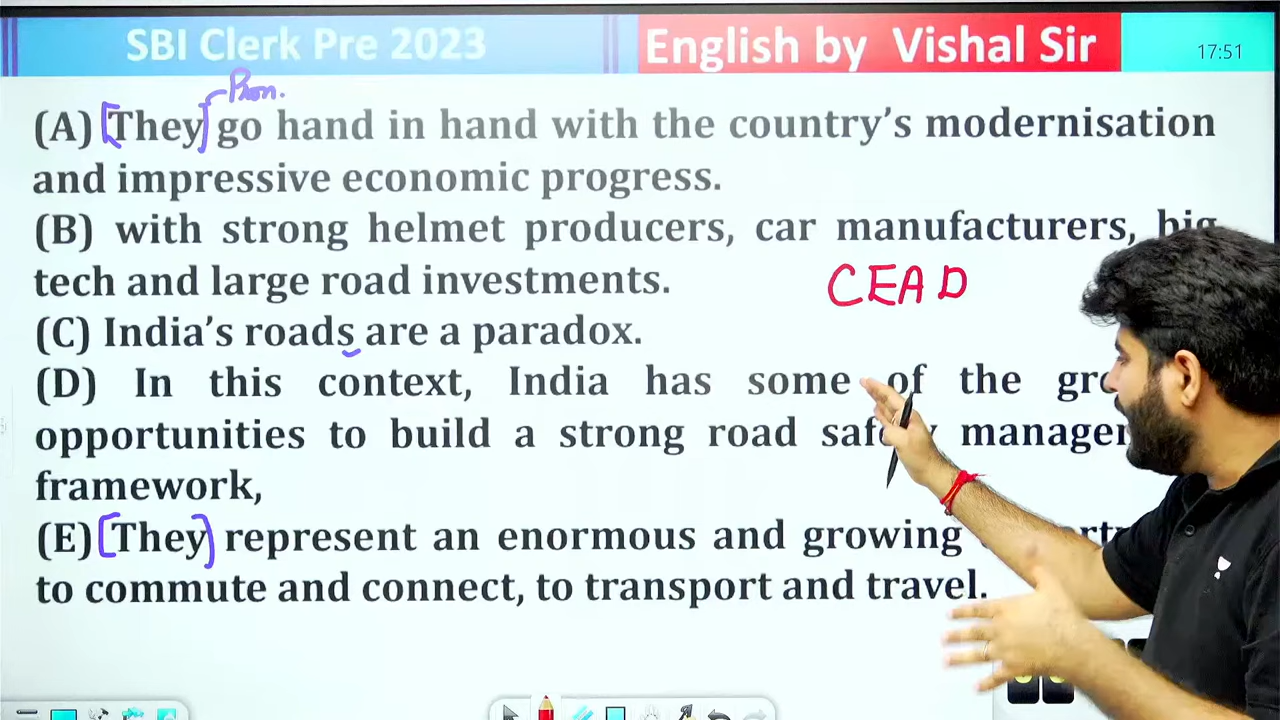 SBI Clerk Pre 2023
English by Vishal Sir
17:51
Pron.
(A) [They] go hand in hand with the country's modernisation
and impressive economic progress.
(B) with strong helmet producers, car manufacturers, big
tech and large road investments.
CEAD
(C) India's roads are a paradox.
(D) In this context, India has some of the
opportunities to build a strong road
framework,
(E) [They] represent an enormous and growing
to commute and connect, to transport and travel.